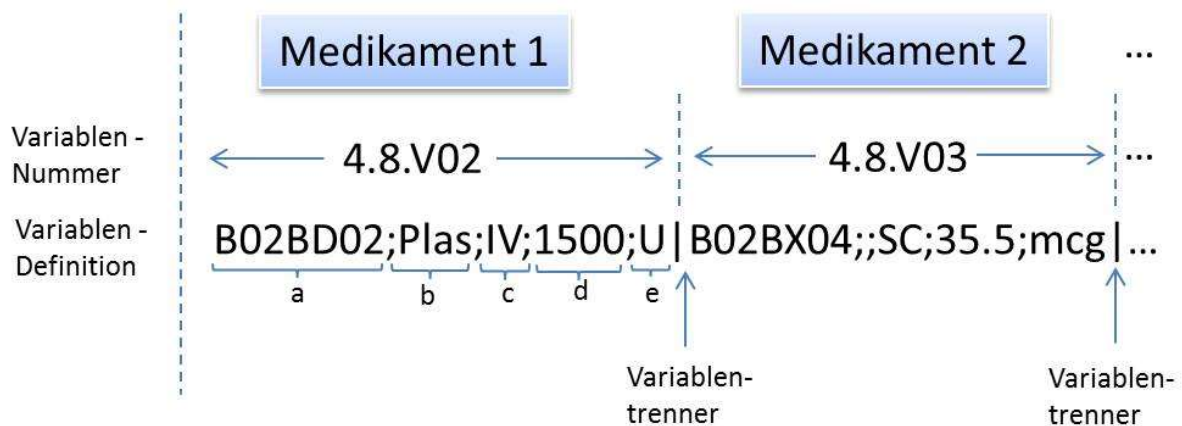 Medikament 1
Medikament 2
...
Variablen -
Nummer
4.8.V02
4.8.V03
...
Variablen -
Definition
B02BD02;Plas;IV;1500;U|B02BX04;;SC;35.5;mcg|...
a b c d e
Variablen-
trenner
Variablen-
trenner